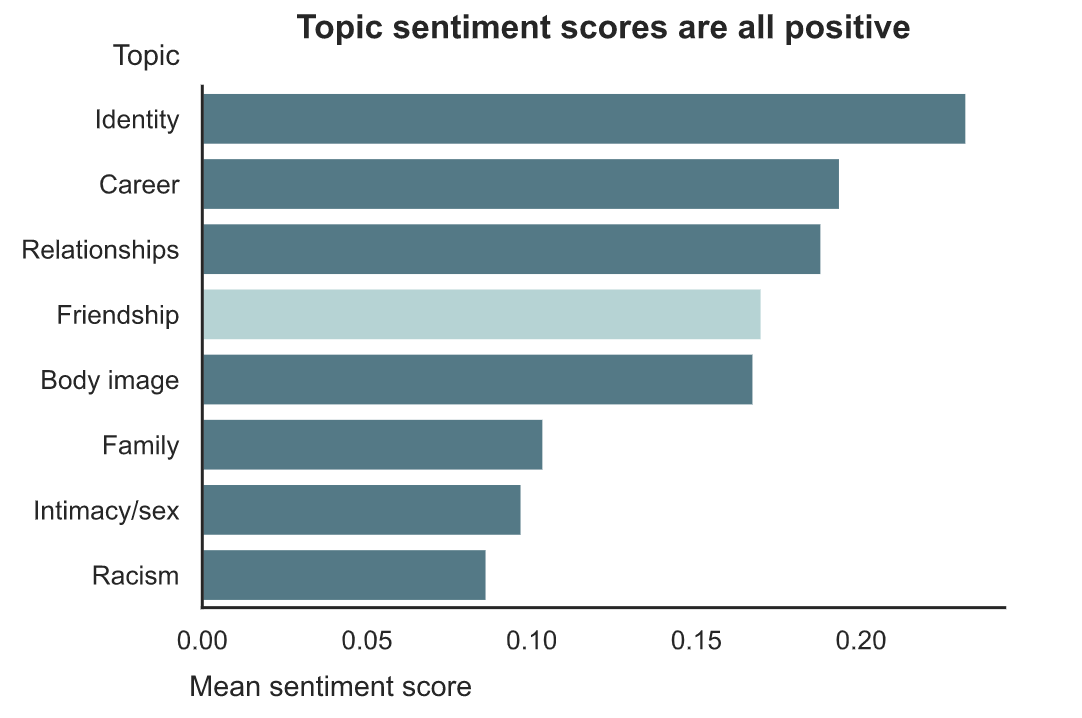 Topic sentiment scores are all positive
Topic
Identity
Career
Relationships
Friendship
Body image
Family
Intimacy/sex
Racism
0.00 0.05 0.10 0.15 0.20
Mean sentiment score